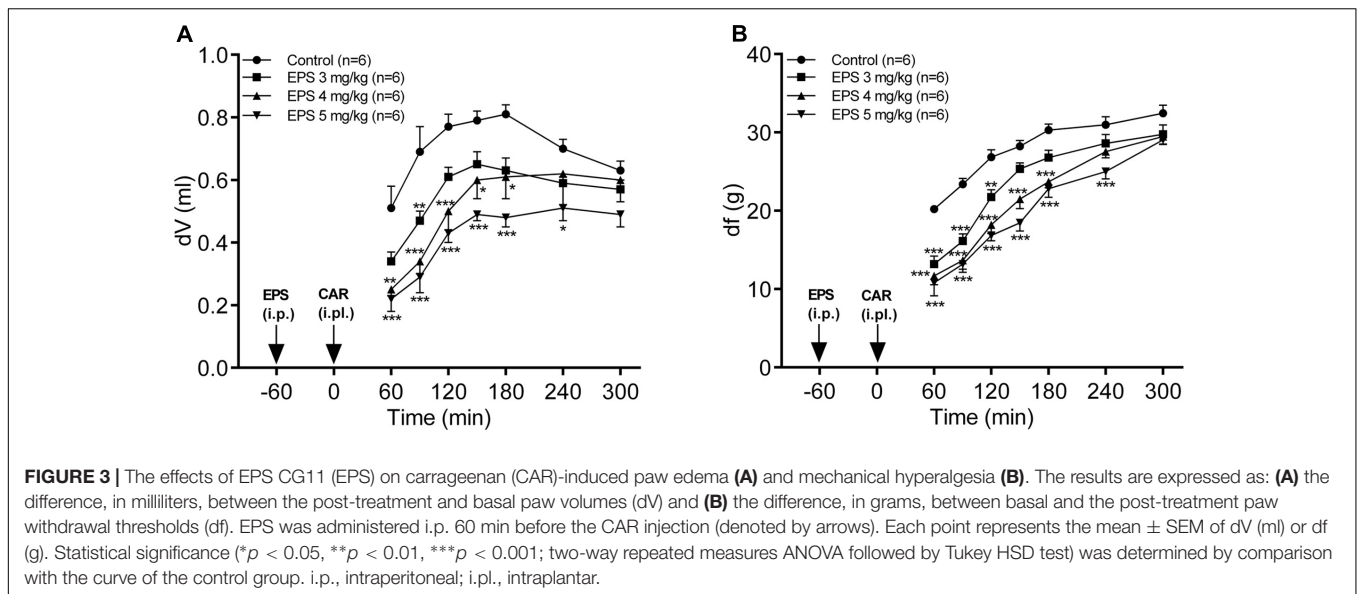 A
1.0
0.8
0.6
0.4
0.2
0.0
dV (ml)
Control (n=6)
EPS 3 mg/kg (n=6)
EPS 4 mg/kg (n=6)
EPS 5 mg/kg (n=6)
**
***
***
*
*
**
***
***
***
***
***
*
EPS
(i.p.)
CAR
(i.pl.)
-60 0 60 120 180 240 300
Time (min)
B
40
30
20
10
0
df (g)
Control (n=6)
EPS 3 mg/kg (n=6)
EPS 4 mg/kg (n=6)
EPS 5 mg/kg (n=6)
**
***
***
***
***
***
***
***
***
***
***
***
***
***
EPS
(i.p.)
CAR
(i.pl.)
-60 0 60 120 180 240 300
Time (min)
FIGURE 3 | The effects of EPS CG11 (EPS) on carrageenan (CAR)-induced paw edema (A) and mechanical hyperalgesia (B). The results are expressed as: (A) the
difference, in milliliters, between the post-treatment and basal paw volumes (dV) and (B) the difference, in grams, between basal and the post-treatment paw
withdrawal thresholds (df). EPS was administered i.p. 60 min before the CAR injection (denoted by arrows). Each point represents the mean ± SEM of dV (ml) or df
(g). Statistical significance (*p < 0.05, **p < 0.01, ***p < 0.001; two-way repeated measures ANOVA followed by Tukey HSD test) was determined by comparison
with the curve of the control group. i.p., intraperitoneal; i.pl., intraplantar.